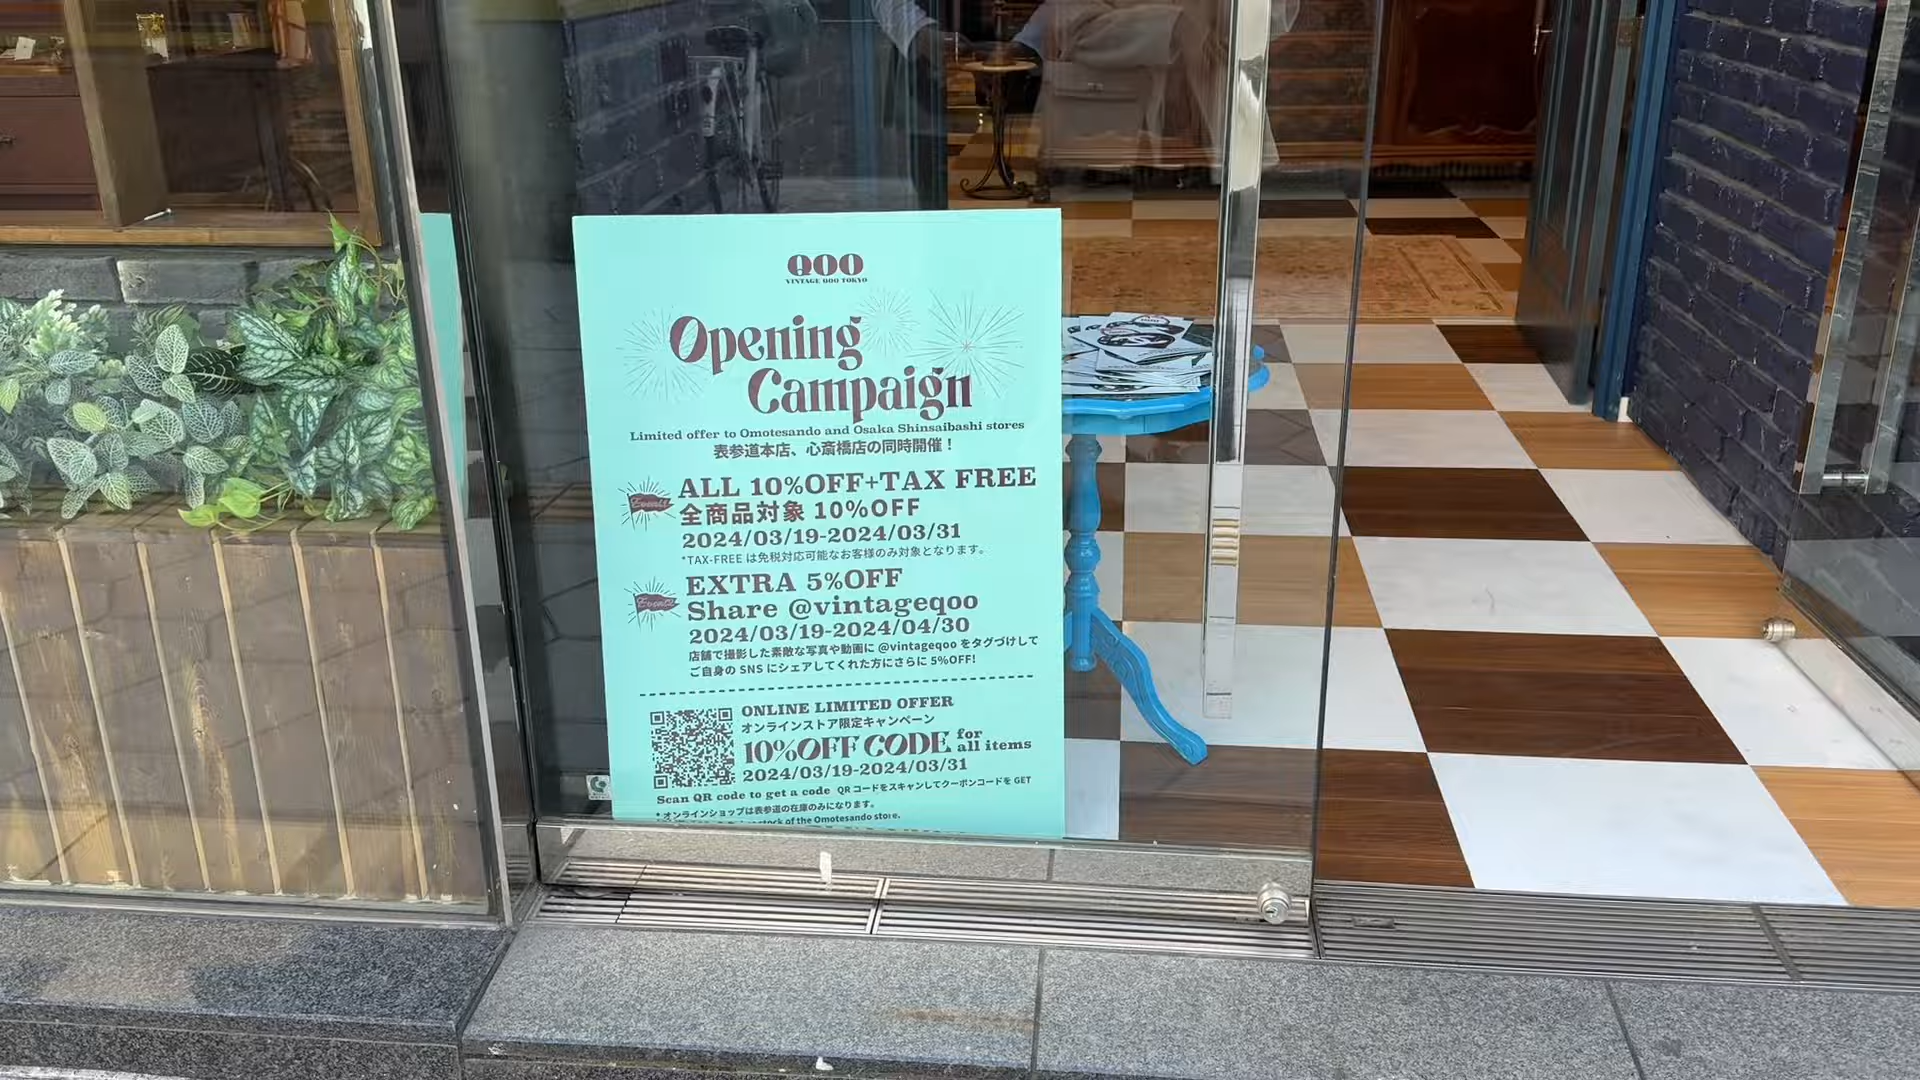 QOO
VINTAGE QOO TOKYO
Opening
Campaign
Limited offer to Omotesando and Osaka Shinsaibashi stores
表参道本店、心斎橋店の同時開催！
Event!
ALL 10%OFF+TAX FREE
全商品対象 10%OFF
2024/03/19-2024/03/31
*TAX-FREE は免税対応可能なお客様のみ対象となります。
Event!
EXTRA 5%OFF
Share @vintageqoo
2024/03/19-2024/04/30
店舗で撮影した素敵な写真や動画に @vintageqoo をタグづけして
ご自身の SNS にシェアしてくれた方にさらに 5%OFF!
ONLINE LIMITED OFFER
オンラインストア限定キャンペーン
10%OFF CODE for all items
2024/03/19-2024/03/31
Scan QR code to get a code QR コードをスキャンしてクーポンコードを GET
* オンラインショップは表参道の在庫のみになります。
stock of the Omotesando store.